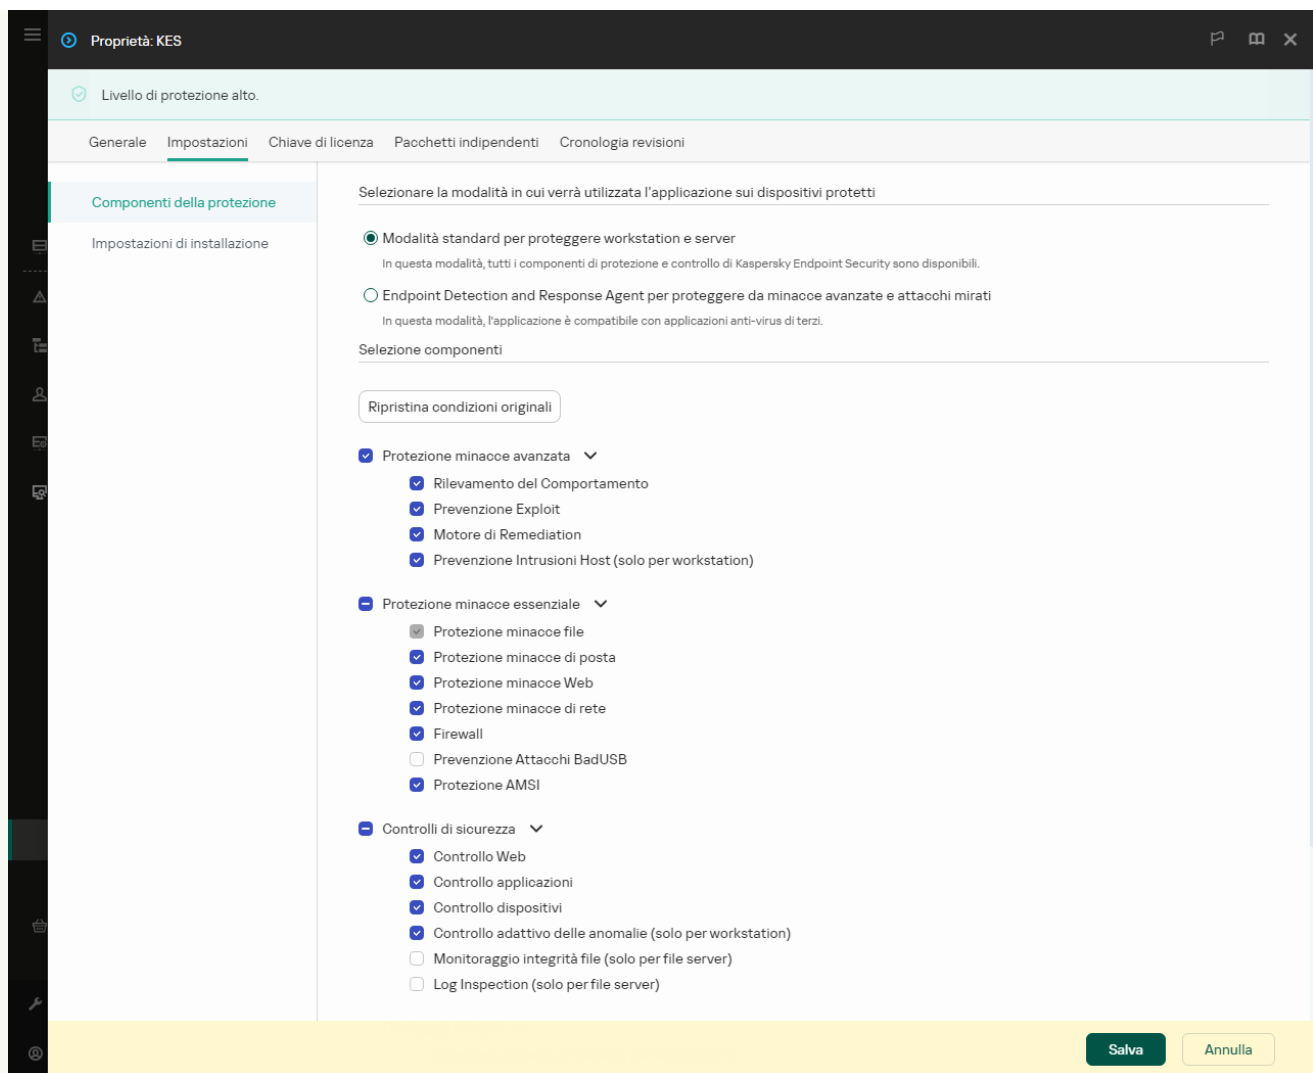 Proprietà: KES
Livello di protezione alto.
Generale Impostazioni Chiave di licenza Pacchetti indipendenti Cronologia revisioni
Componenti della protezione
Impostazioni di installazione
Selezionare la modalità in cui verrà utilizzata l'applicazione sui dispositivi protetti
Modalità standard per proteggere workstation e server
In questa modalità, tutti i componenti di protezione e controllo di Kaspersky Endpoint Security sono disponibili.
Endpoint Detection and Response Agent per proteggere da minacce avanzate e attacchi mirati
In questa modalità, l'applicazione è compatibile con applicazioni anti-virus di terzi.
Selezione componenti
Ripristina condizioni originali
Protezione minacce avanzata
Rilevamento del Comportamento
Prevenzione Exploit
Motore di Remediation
Prevenzione Intrusioni Host (solo per workstation)
Protezione minacce essenziale
Protezione minacce file
Protezione minacce di posta
Protezione minacce Web
Protezione minacce di rete
Firewall
Prevenzione Attacchi BadUSB
Protezione AMSI
Controlli di sicurezza
Controllo Web
Controllo applicazioni
Controllo dispositivi
Controllo adattivo delle anomalie (solo per workstation)
Monitoraggio integrità file (solo per file server)
Log Inspection (solo per file server)
Salva Annulla